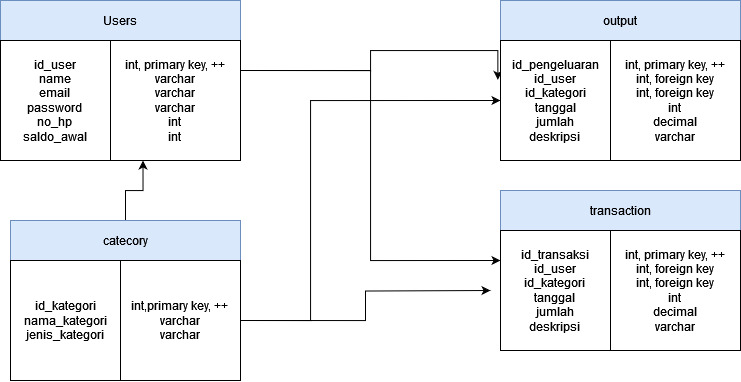 Users
id_user
name
email
password
no_hp
saldo_awal
int, primary key, ++
varchar
varchar
varchar
int
int
output
id_pengeluaran
id_user
id_kategori
tanggal
jumlah
deskripsi
int, primary key, ++
int, foreign key
int, foreign key
int
decimal
varchar
catecory
id_kategori
nama_kategori
jenis_kategori
int,primary key, ++
varchar
varchar
transaction
id_transaksi
id_user
id_kategori
tanggal
jumlah
deskripsi
int, primary key, ++
int, foreign key
int, foreign key
int
decimal
varchar